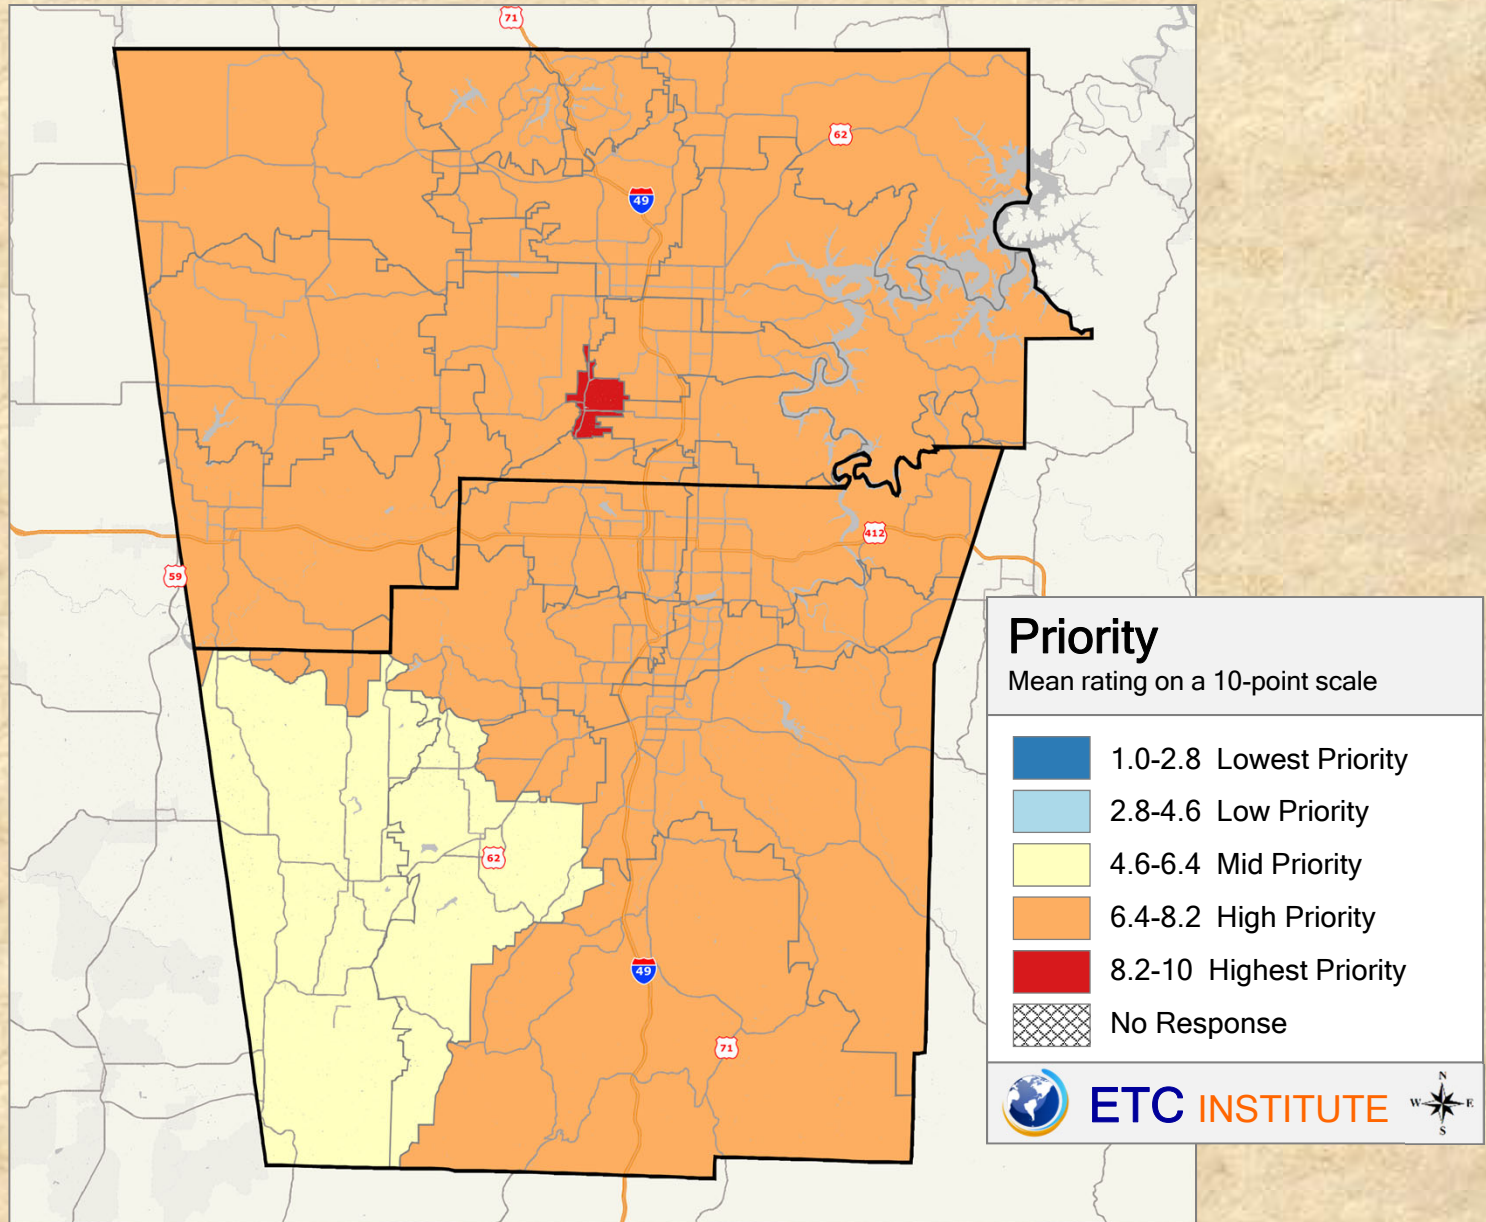 71
62
49
412
59
62
49
71
Priority
Mean rating on a 10-point scale
1.0-2.8 Lowest Priority
2.8-4.6 Low Priority
4.6-6.4 Mid Priority
6.4-8.2 High Priority
8.2-10 Highest Priority
No Response
ETC INSTITUTE
N
W E
S